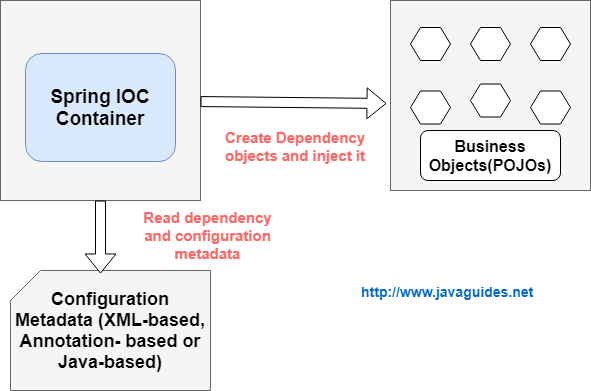 Spring IOC
Container
Create Dependency
objects and inject it
Business
Objects(POJOs)
Read dependency
and configuration
metadata
Configuration
Metadata (XML-based,
Annotation- based or
Java-based)
http://www.javaguides.net